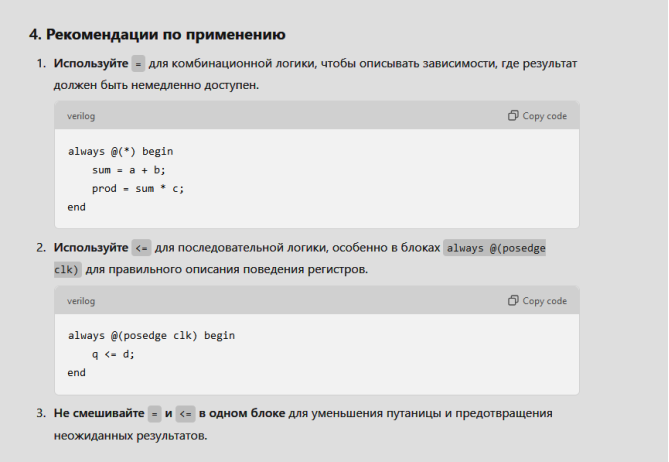 4. Рекомендации по применению
1. Используйте = для комбинационной логики, чтобы описывать зависимости, где результат
должен быть немедленно доступен.
verilog
Copy code
always @(*) begin
    sum = a + b;
    prod = sum * c;
end
2. Используйте <= для последовательной логики, особенно в блоках always @(posedge
clk) для правильного описания поведения регистров.
verilog
Copy code
always @(posedge clk) begin
    q <= d;
end
3. Не смешивайте = и <= в одном блоке для уменьшения путаницы и предотвращения
неожиданных результатов.